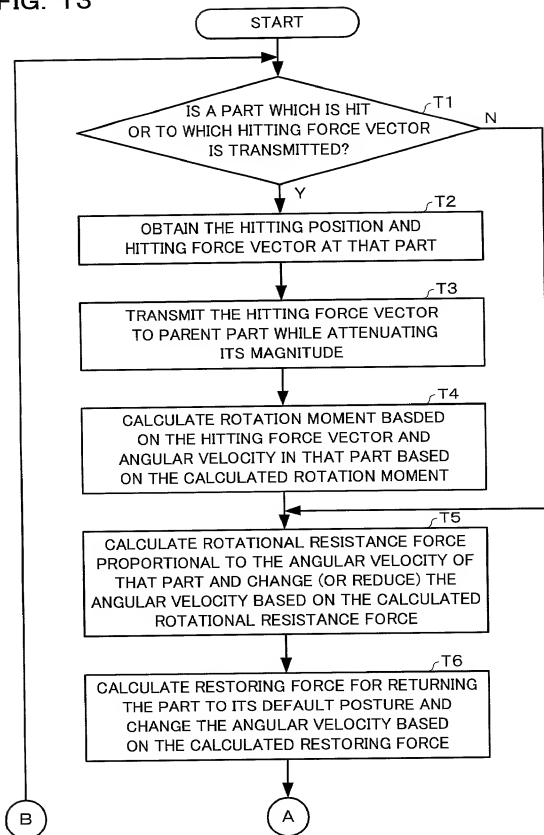 FIG. 13
START
IS A PART WHICH IS HIT
OR TO WHICH HITTING FORCE VECTOR
IS TRANSMITTED?
T1
N
Y
T2
OBTAIN THE HITTING POSITION AND
HITTING FORCE VECTOR AT THAT PART
T3
TRANSMIT THE HITTING FORCE VECTOR
TO PARENT PART WHILE ATTENUATING
ITS MAGNITUDE
T4
CALCULATE ROTATION MOMENT BASDED
ON THE HITTING FORCE VECTOR AND
ANGULAR VELOCITY IN THAT PART BASED
ON THE CALCULATED ROTATION MOMENT
T5
CALCULATE ROTATIONAL RESISTANCE FORCE
PROPORTIONAL TO THE ANGULAR VELOCITY OF
THAT PART AND CHANGE (OR REDUCE) THE
ANGULAR VELOCITY BASED ON THE CALCULATED
ROTATIONAL RESISTANCE FORCE
T6
CALCULATE RESTORING FORCE FOR RETURNING
THE PART TO ITS DEFAULT POSTURE AND
CHANGE THE ANGULAR VELOCITY BASED
ON THE CALCULATED RESTORING FORCE
B
A